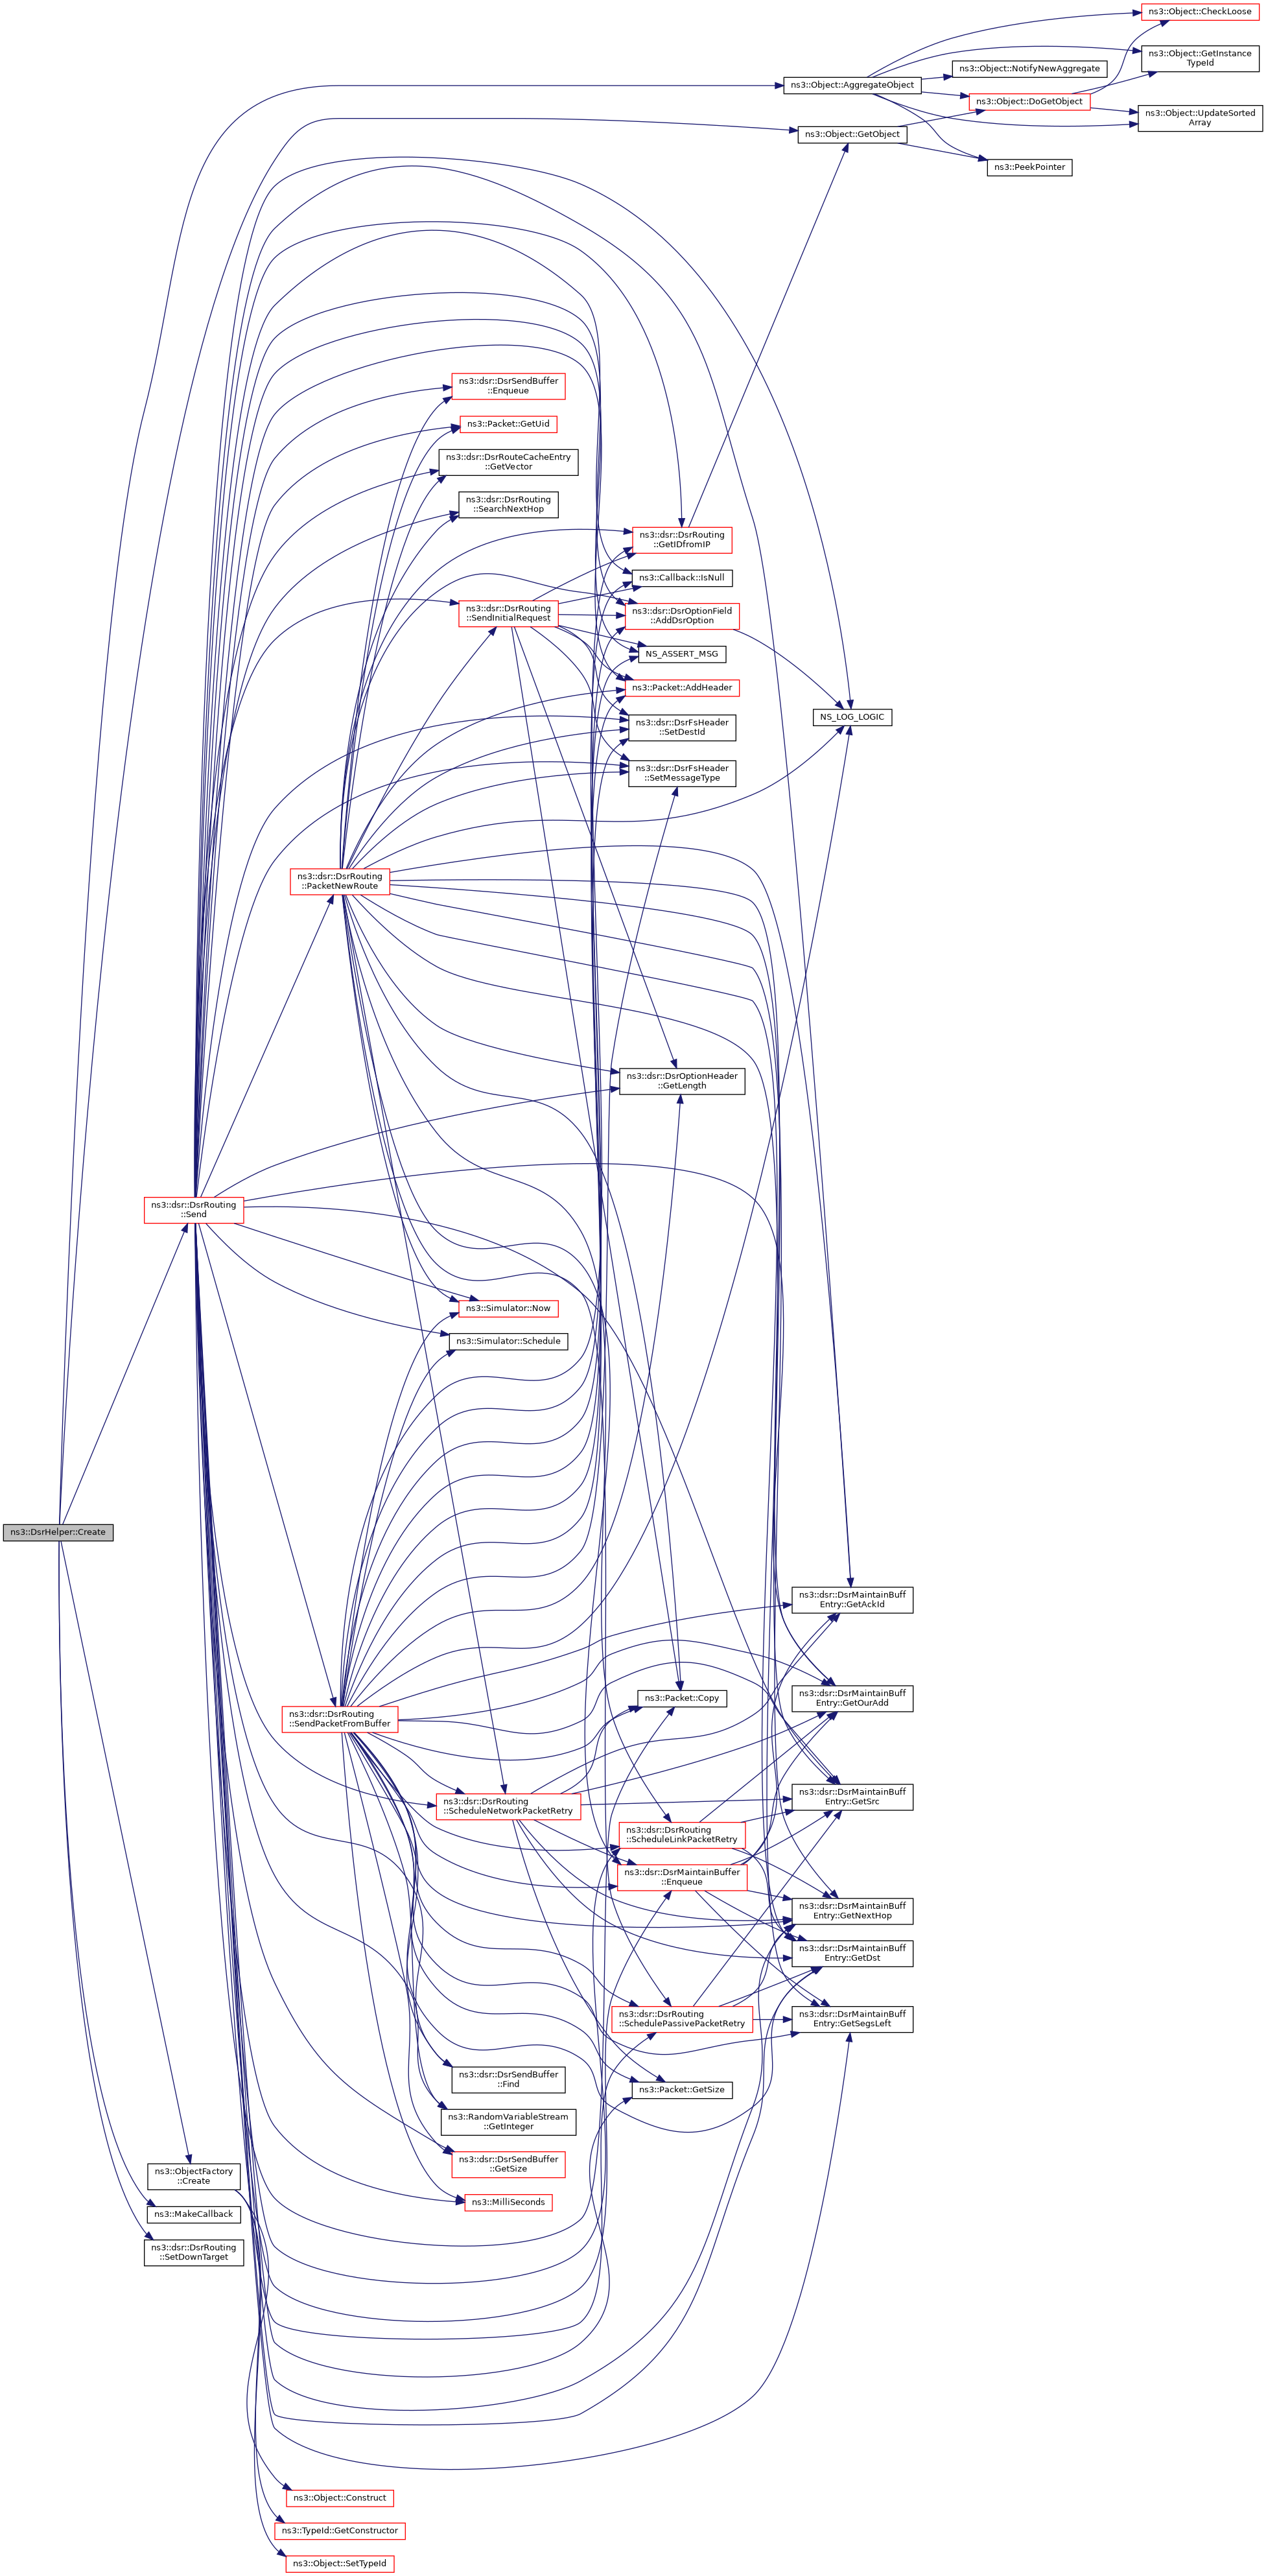 ns3::Object::CheckLoose
ns3::Object::GetInstance
TypeId
ns3::Object::NotifyNewAggregate
ns3::Object::AggregateObject
ns3::Object::DoGetObject
ns3::Object::UpdateSorted
Array
ns3::Object::GetObject
ns3::PeekPointer
ns3::dsr::DsrSendBuffer
::Enqueue
ns3::Packet::GetUid
ns3::dsr::DsrRouteCacheEntry
::GetVector
ns3::dsr::DsrRouting
::SearchNextHop
ns3::dsr::DsrRouting
::GetIDfromIP
ns3::Callback::IsNull
ns3::dsr::DsrRouting
::SendInitialRequest
ns3::dsr::DsrOptionField
::AddDsrOption
NS_ASSERT_MSG
ns3::Packet::AddHeader
ns3::dsr::DsrFsHeader
::SetDestId
NS_LOG_LOGIC
ns3::dsr::DsrFsHeader
::SetMessageType
ns3::dsr::DsrRouting
::PacketNewRoute
ns3::dsr::DsrOptionHeader
::GetLength
ns3::dsr::DsrRouting
::Send
ns3::Simulator::Now
ns3::Simulator::Schedule
ns3::DsrHelper::Create
ns3::dsr::DsrMaintainBuff
Entry::GetAckId
ns3::dsr::DsrMaintainBuff
Entry::GetOurAdd
ns3::Packet::Copy
ns3::dsr::DsrRouting
::SendPacketFromBuffer
ns3::dsr::DsrMaintainBuff
Entry::GetSrc
ns3::dsr::DsrRouting
::ScheduleNetworkPacketRetry
ns3::dsr::DsrRouting
::ScheduleLinkPacketRetry
ns3::dsr::DsrMaintainBuffer
::Enqueue
ns3::dsr::DsrMaintainBuff
Entry::GetNextHop
ns3::dsr::DsrMaintainBuff
Entry::GetDst
ns3::dsr::DsrRouting
::SchedulePassivePacketRetry
ns3::dsr::DsrMaintainBuff
Entry::GetSegsLeft
ns3::dsr::DsrSendBuffer
::Find
ns3::Packet::GetSize
ns3::RandomVariableStream
::GetInteger
ns3::dsr::DsrSendBuffer
::GetSize
ns3::ObjectFactory
::Create
ns3::MilliSeconds
ns3::MakeCallback
ns3::dsr::DsrRouting
::SetDownTarget
ns3::Object::Construct
ns3::TypeId::GetConstructor
ns3::Object::SetTypeId